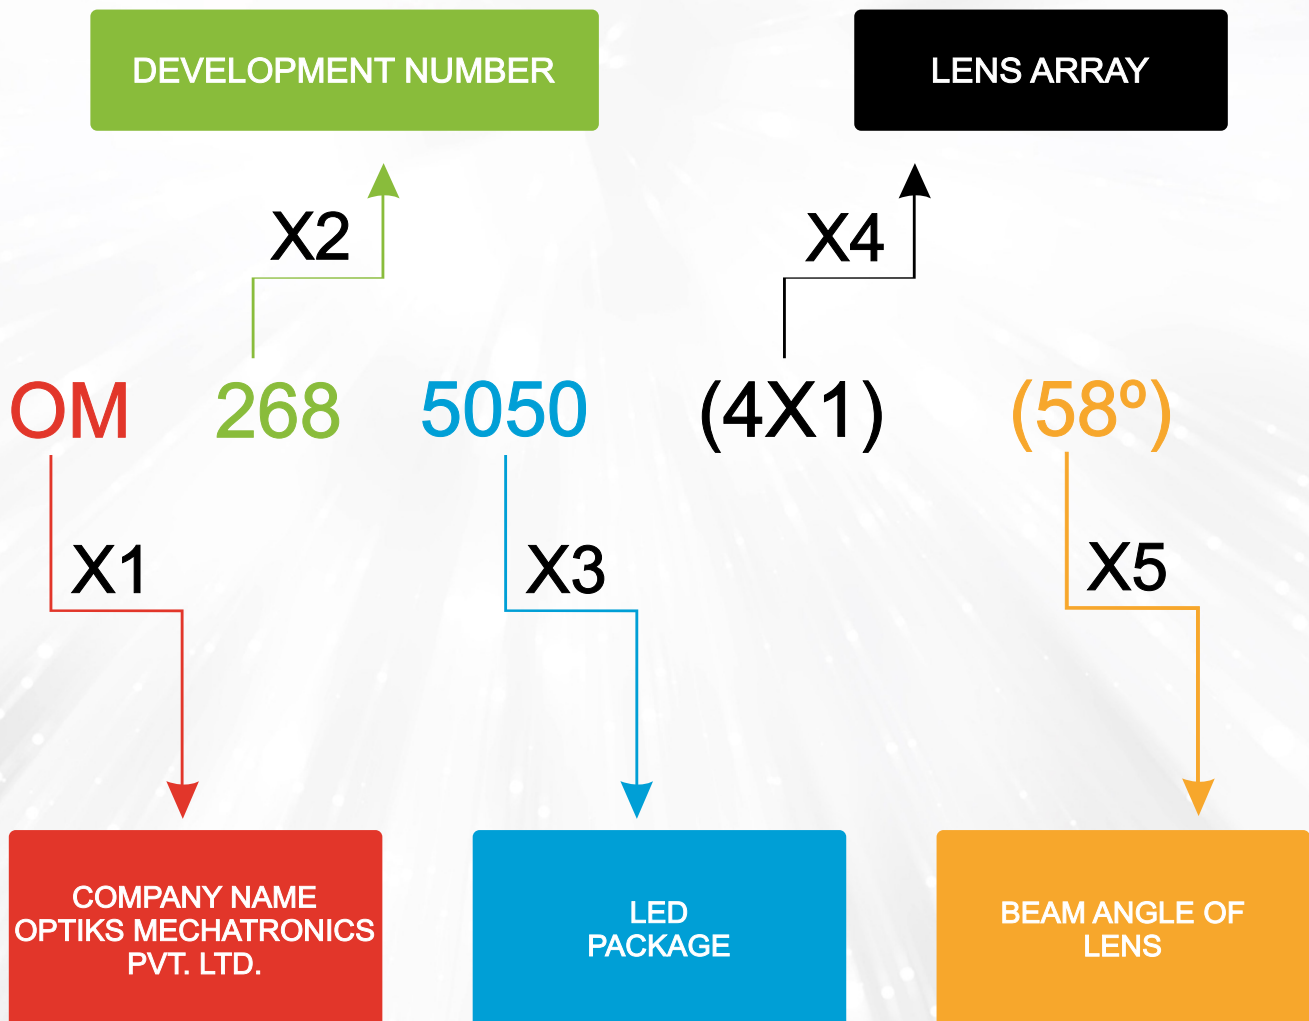 DEVELOPMENT NUMBER
LENS ARRAY
X2
X4
OM 268 5050 (4X1) (58º)
X1
X3
X5
COMPANY NAME
OPTIKS MECHATRONICS
PVT. LTD.
LED
PACKAGE
BEAM ANGLE OF
LENS